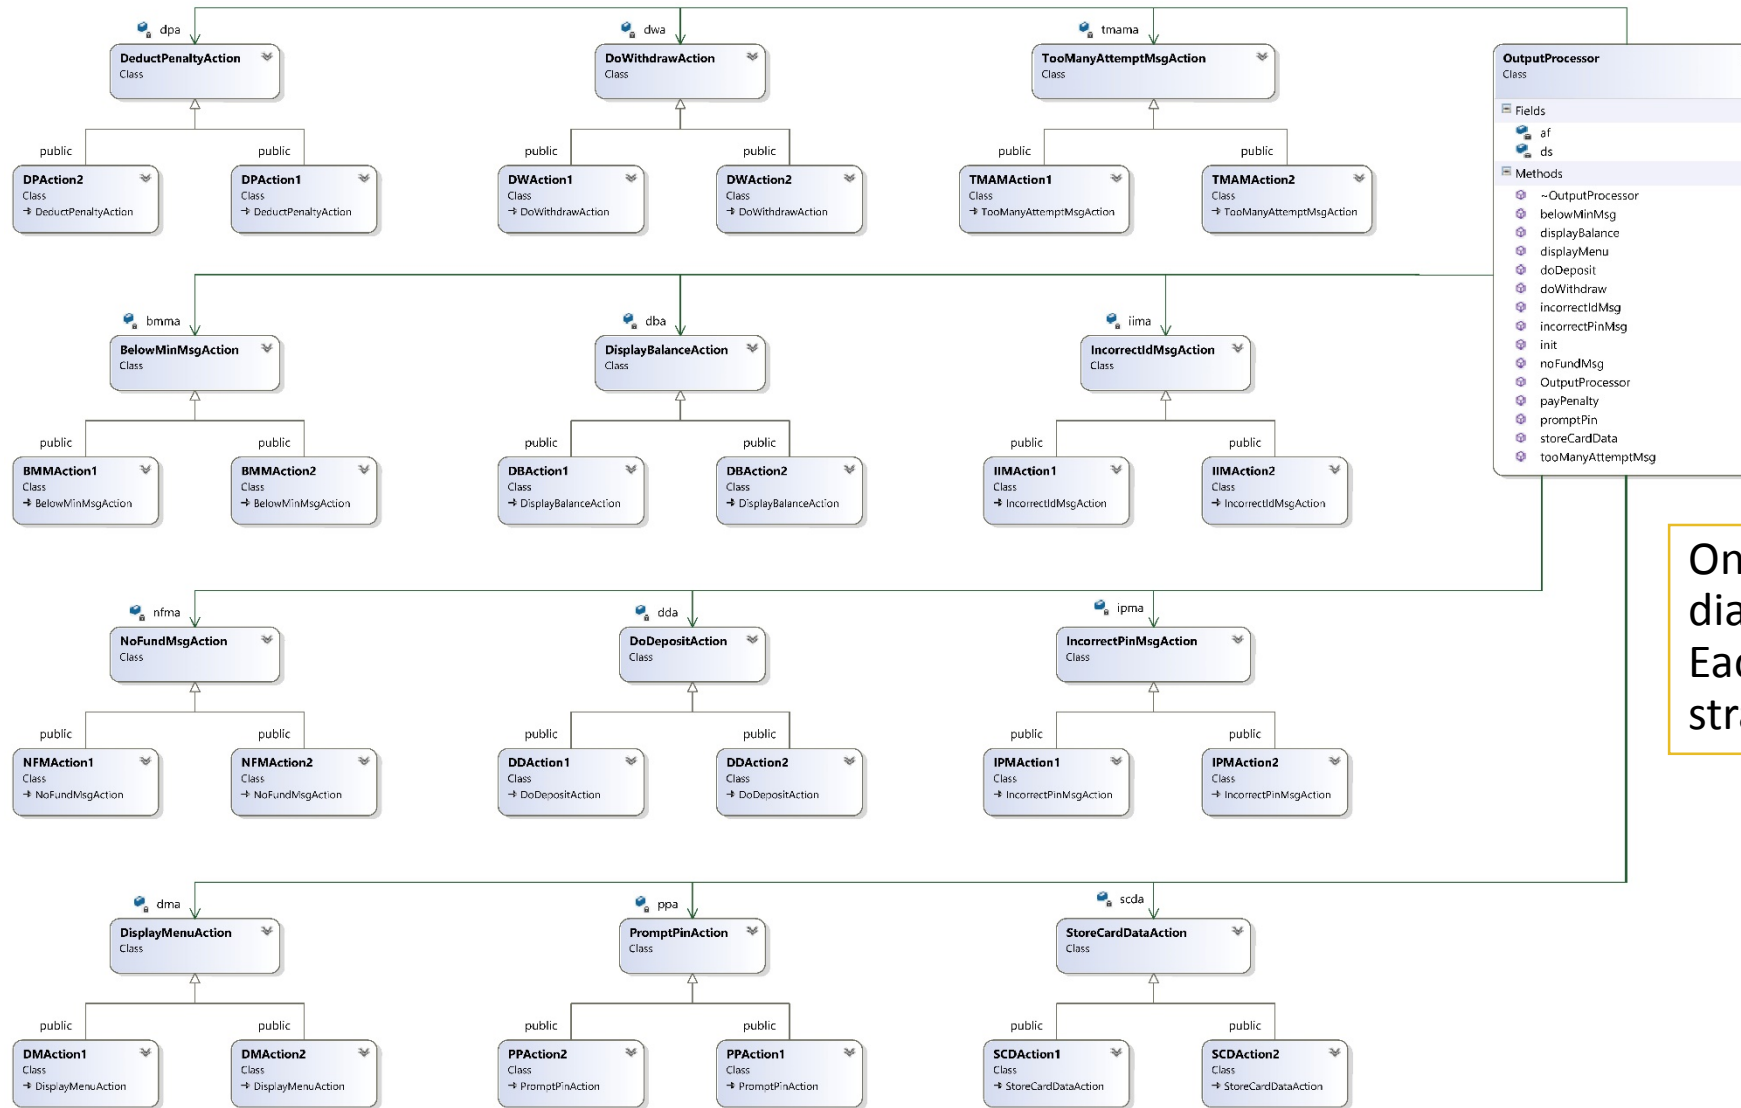 dpa
dwa
tmama
DeductPenaltyAction
Class
DoWithdrawAction
Class
TooManyAttemptMsgAction
Class
OutputProcessor
Class
Fields
af
ds
Methods
~OutputProcessor
belowMinMsg
displayBalance
displayMenu
doDeposit
doWithdraw
incorrectIdMsg
incorrectPinMsg
init
noFundMsg
OutputProcessor
payPenalty
promptPin
storeCardData
tooManyAttemptMsg
public
public
public
public
public
public
DPAction2
Class
DeductPenaltyAction
DPAction1
Class
DeductPenaltyAction
DWAction1
Class
DoWithdrawAction
DWAction2
Class
DoWithdrawAction
TMAMAction1
Class
TooManyAttemptMsgAction
TMAMAction2
Class
TooManyAttemptMsgAction
bmma
dba
iima
BelowMinMsgAction
Class
DisplayBalanceAction
Class
IncorrectIdMsgAction
Class
public
public
public
public
public
public
BMMAction1
Class
BelowMinMsgAction
BMMAction2
Class
BelowMinMsgAction
DBAction1
Class
DisplayBalanceAction
DBAction2
Class
DisplayBalanceAction
IIMAction1
Class
IncorrectIdMsgAction
IIMAction2
Class
IncorrectIdMsgAction
nfma
dda
ipma
NoFundMsgAction
Class
DoDepositAction
Class
IncorrectPinMsgAction
Class
public
public
public
public
public
public
NFMAction1
Class
NoFundMsgAction
NFMAction2
Class
NoFundMsgAction
DDAction1
Class
DoDepositAction
DDAction2
Class
DoDepositAction
IPMAction1
Class
IncorrectPinMsgAction
IPMAction2
Class
IncorrectPinMsgAction
dma
ppa
scda
DisplayMenuAction
Class
PromptPinAction
Class
StoreCardDataAction
Class
public
public
public
public
public
public
DMAction1
Class
DisplayMenuAction
DMAction2
Class
DisplayMenuAction
PPAction2
Class
PromptPinAction
PPAction1
Class
PromptPinAction
SCDAction1
Class
StoreCardDataAction
SCDAction2
Class
StoreCardDataAction